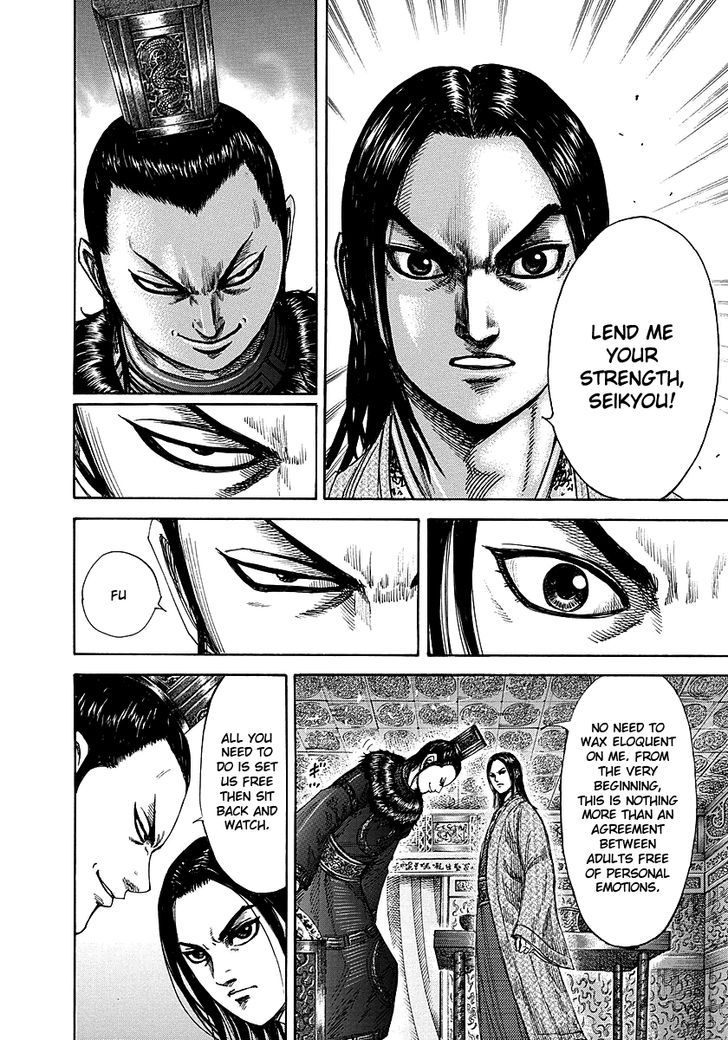 LEND ME
YOUR
STRENGTH,
SEIKYOU!
FU
NO NEED TO
WAX ELOQUENT
ON ME. FROM
THE VERY
BEGINNING,
THIS IS NOTHING
MORE THAN AN
AGREEMENT
BETWEEN
ADULTS FREE
OF PERSONAL
EMOTIONS.
ALL YOU
NEED TO
DO IS SET
US FREE
THEN SIT
BACK AND
WATCH.